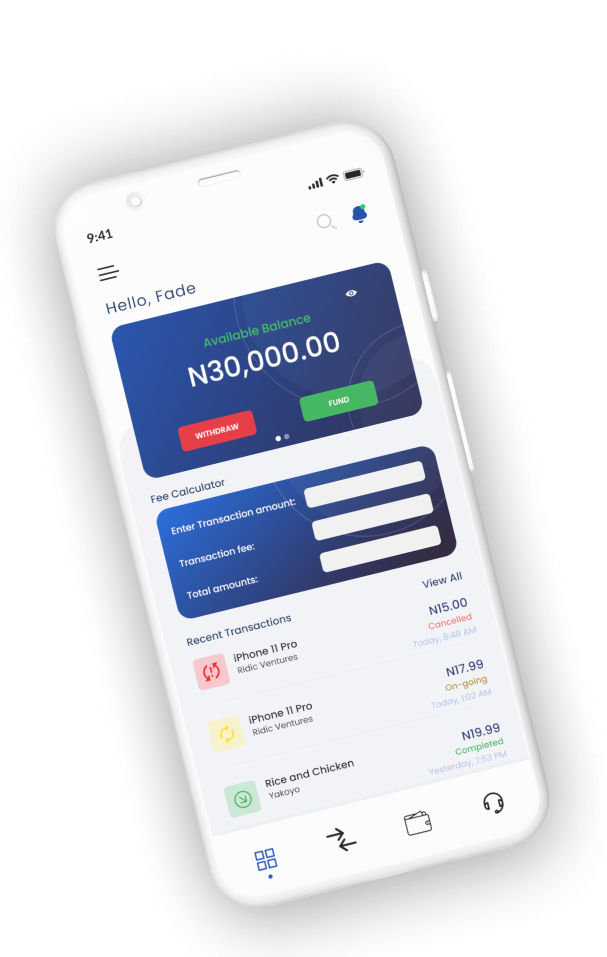 9:41
Hello, Fade
Available Balance
N30,000.00
WITHDRAW
FUND
Fee Calculator
Enter Transaction amount:
Transaction fee:
Total amounts:
Recent Transactions
View All
iPhone 11 Pro
N15.00
Ridic Ventures
Cancelled
Today, 8:48 AM
iPhone 11 Pro
N17.99
Ridic Ventures
On-going
Today, 1:02 AM
Rice and Chicken
N19.99
Yakoyo
Completed
Yesterday, 7:53 PM